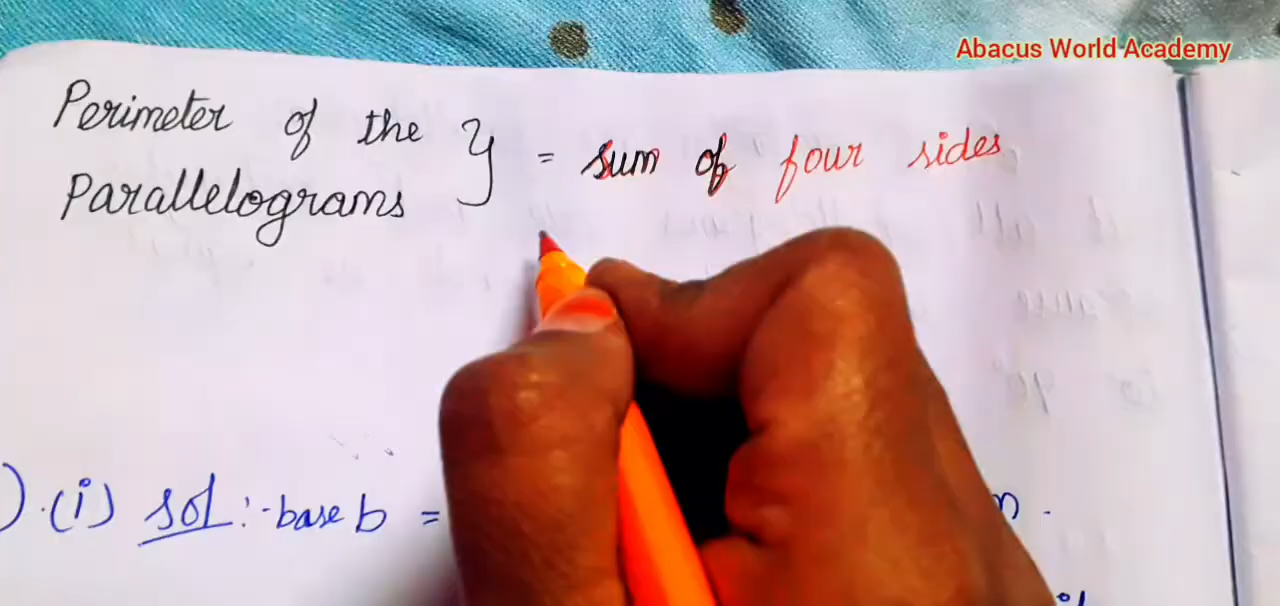 Abacus World Academy
Perimeter of the
Parallelograms } = sum of four sides
(i) sol:- base b =